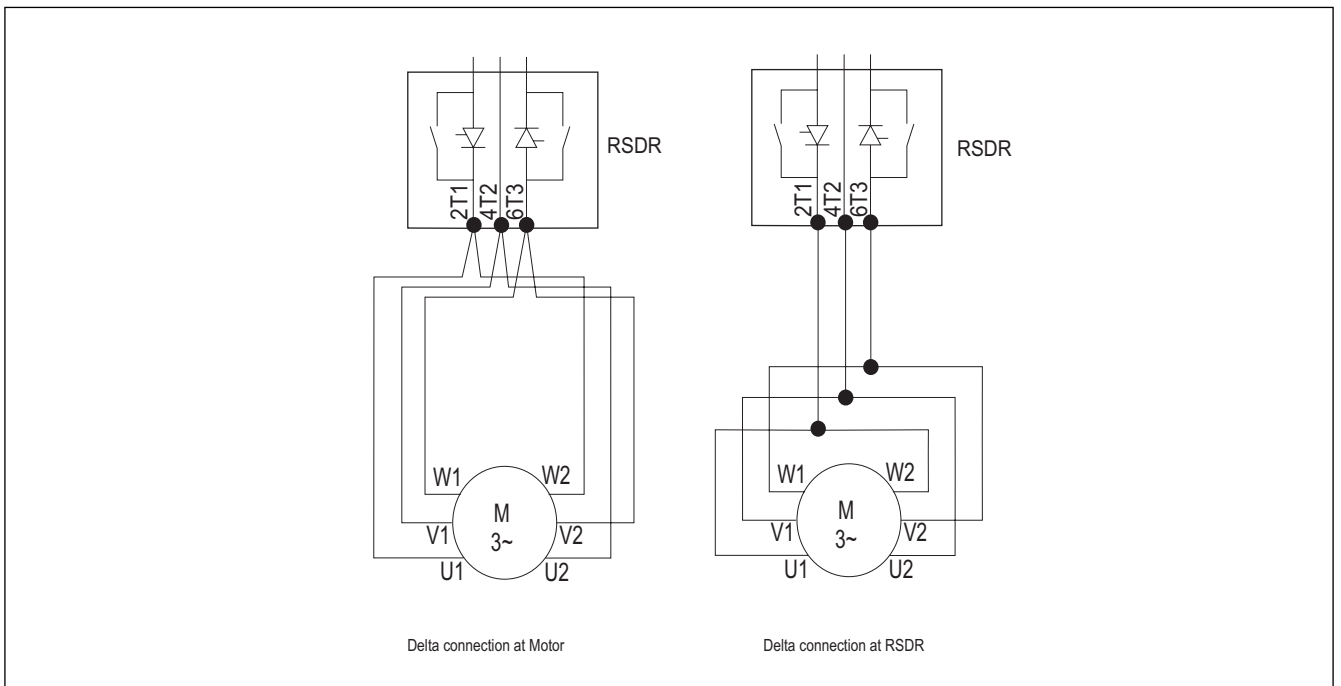 RSDR
2T1
4T2
6T3
W1
W2
M
3~
V1
V2
U1
U2
Delta connection at Motor
RSDR
2T1
4T2
6T3
W1
W2
M
3~
V1
V2
U1
U2
Delta connection at RSDR